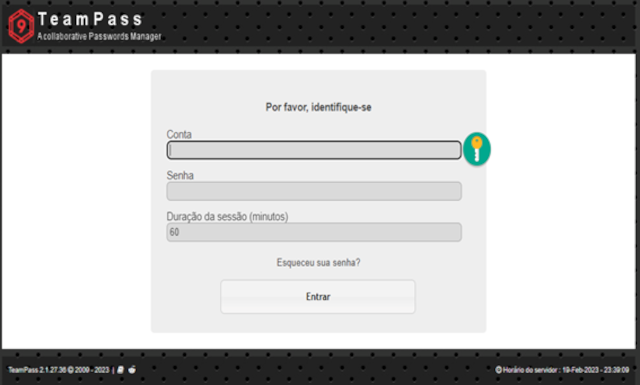 9 TeamPass
A collaborative Passwords Manager
Por favor, identifique-se
Conta
Senha
Duração da sessão (minutos)
60
Esqueceu sua senha?
Entrar
TeamPass 2.1.27.36 © 2009 - 2023 |
Horário do servidor : 19-Feb-2023 - 23:39:09